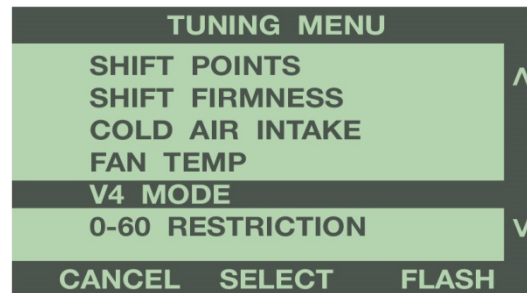 TUNING MENU
SHIFT POINTS
SHIFT FIRMNESS
COLD AIR INTAKE
FAN TEMP
V4 MODE
0-60 RESTRICTION
CANCEL SELECT FLASH